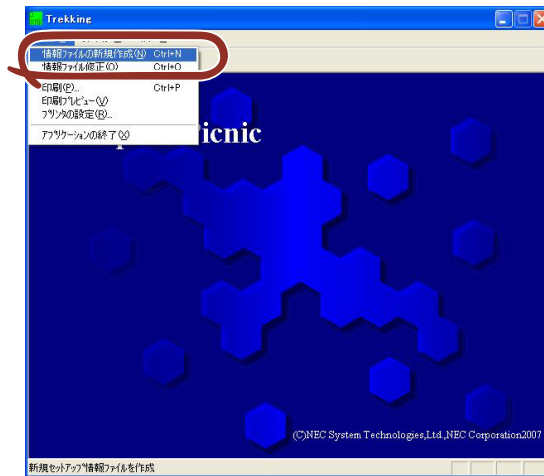 Trekking
情報ファイルの新規作成(N) Ctrl+N
情報ファイル修正(O) Ctrl+O
印刷(P)... Ctrl+P
印刷プレビュー(V)
プリンタの設定(R)...
アプリケーションの終了(X)
icnic
(C)NEC System Technologies,Ltd.,NEC Corporation2007
新規セットアップ情報ファイルを作成